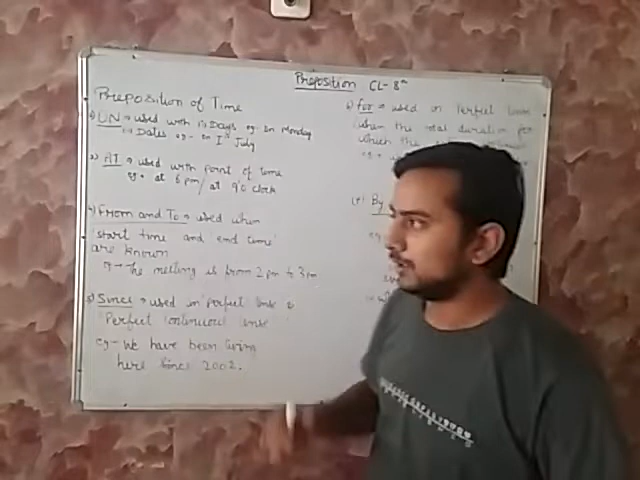 Preposition CL- 8th
Preposition of Time
1) ON → used with (i) Days eg - on Monday
(ii) Dates eg - on 1st July
2) AT → used with point of time
eg → at 6 pm / at 9'o clock
4) From and To → used when
'start time and end time'
are known
→ The meeting is from 2 pm to 3 pm
5) Since → used in perfect tense &
'Perfect continuous tense'
eg - We have been living
here since 2002.
6) For → used in Perfect tense
when the total duration for
which the
eg →
By
eg